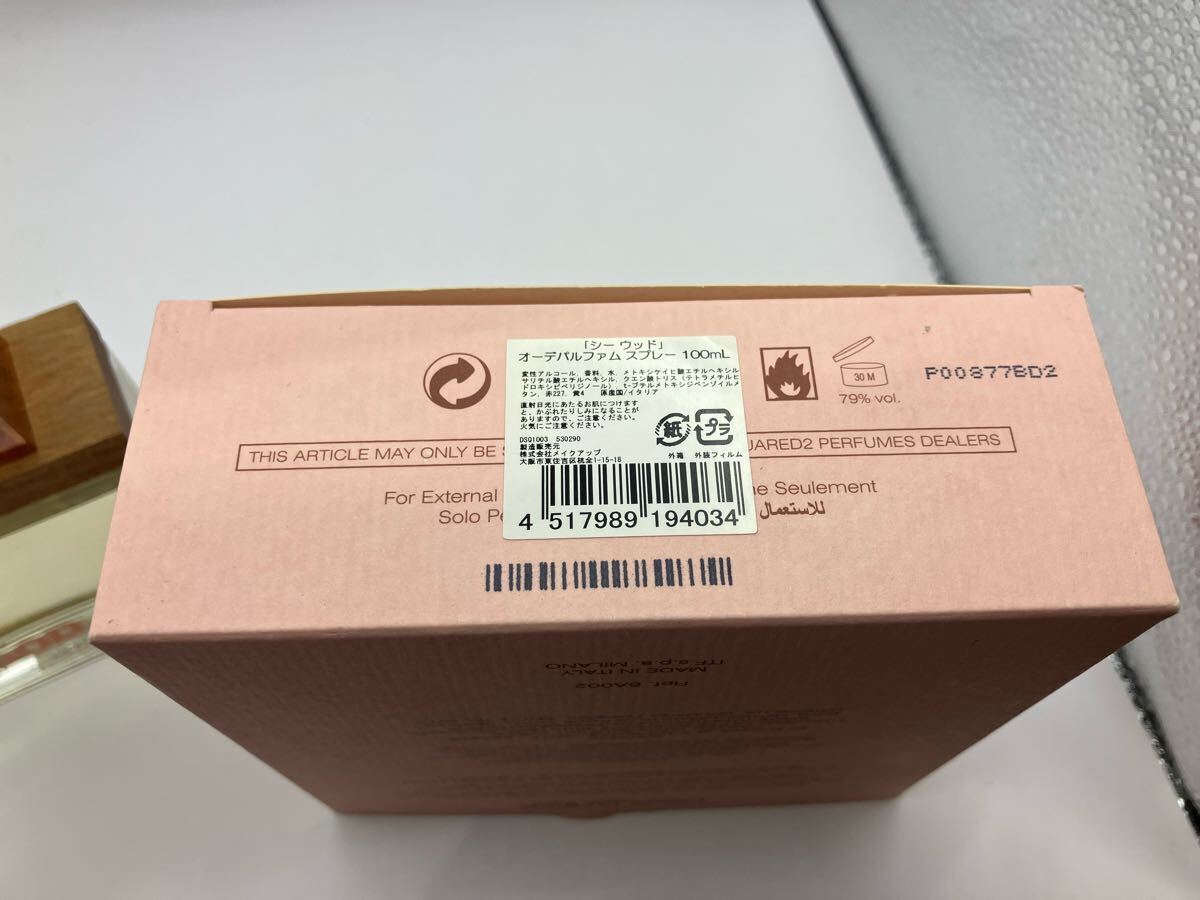 「シー ウッド」
オーデパルファム スプレー 100mL
変性アルコール、香料、水、メトキシケイヒ酸エチルヘキシル
サリチル酸エチルヘキシル、クエン酸トリス（テトラメチルヒ
ドロキシピペリジノール）、t-ブチルメトキシジベンゾイルメ
タン、赤227、黄4 原産国/イタリア
直射日光にあたるお肌につけます
と、かぶれたりしみになることが
ありますので、ご注意ください。
火気にご注意ください。
DSQ1003 530290
製造販売元
株式会社メイクアップ
大阪市東住吉区杭全1-15-18
紙 プラ
外箱 外装フィルム
4 517989 194034
30 M
79% vol.
P00877BD2
THIS ARTICLE MAY ONLY BE SQUARED2 PERFUMES DEALERS
For External Seulement
Solo للاستعمال
MADE IN ITALY
ITF s.p.a. MILANO
Ref. 5A002